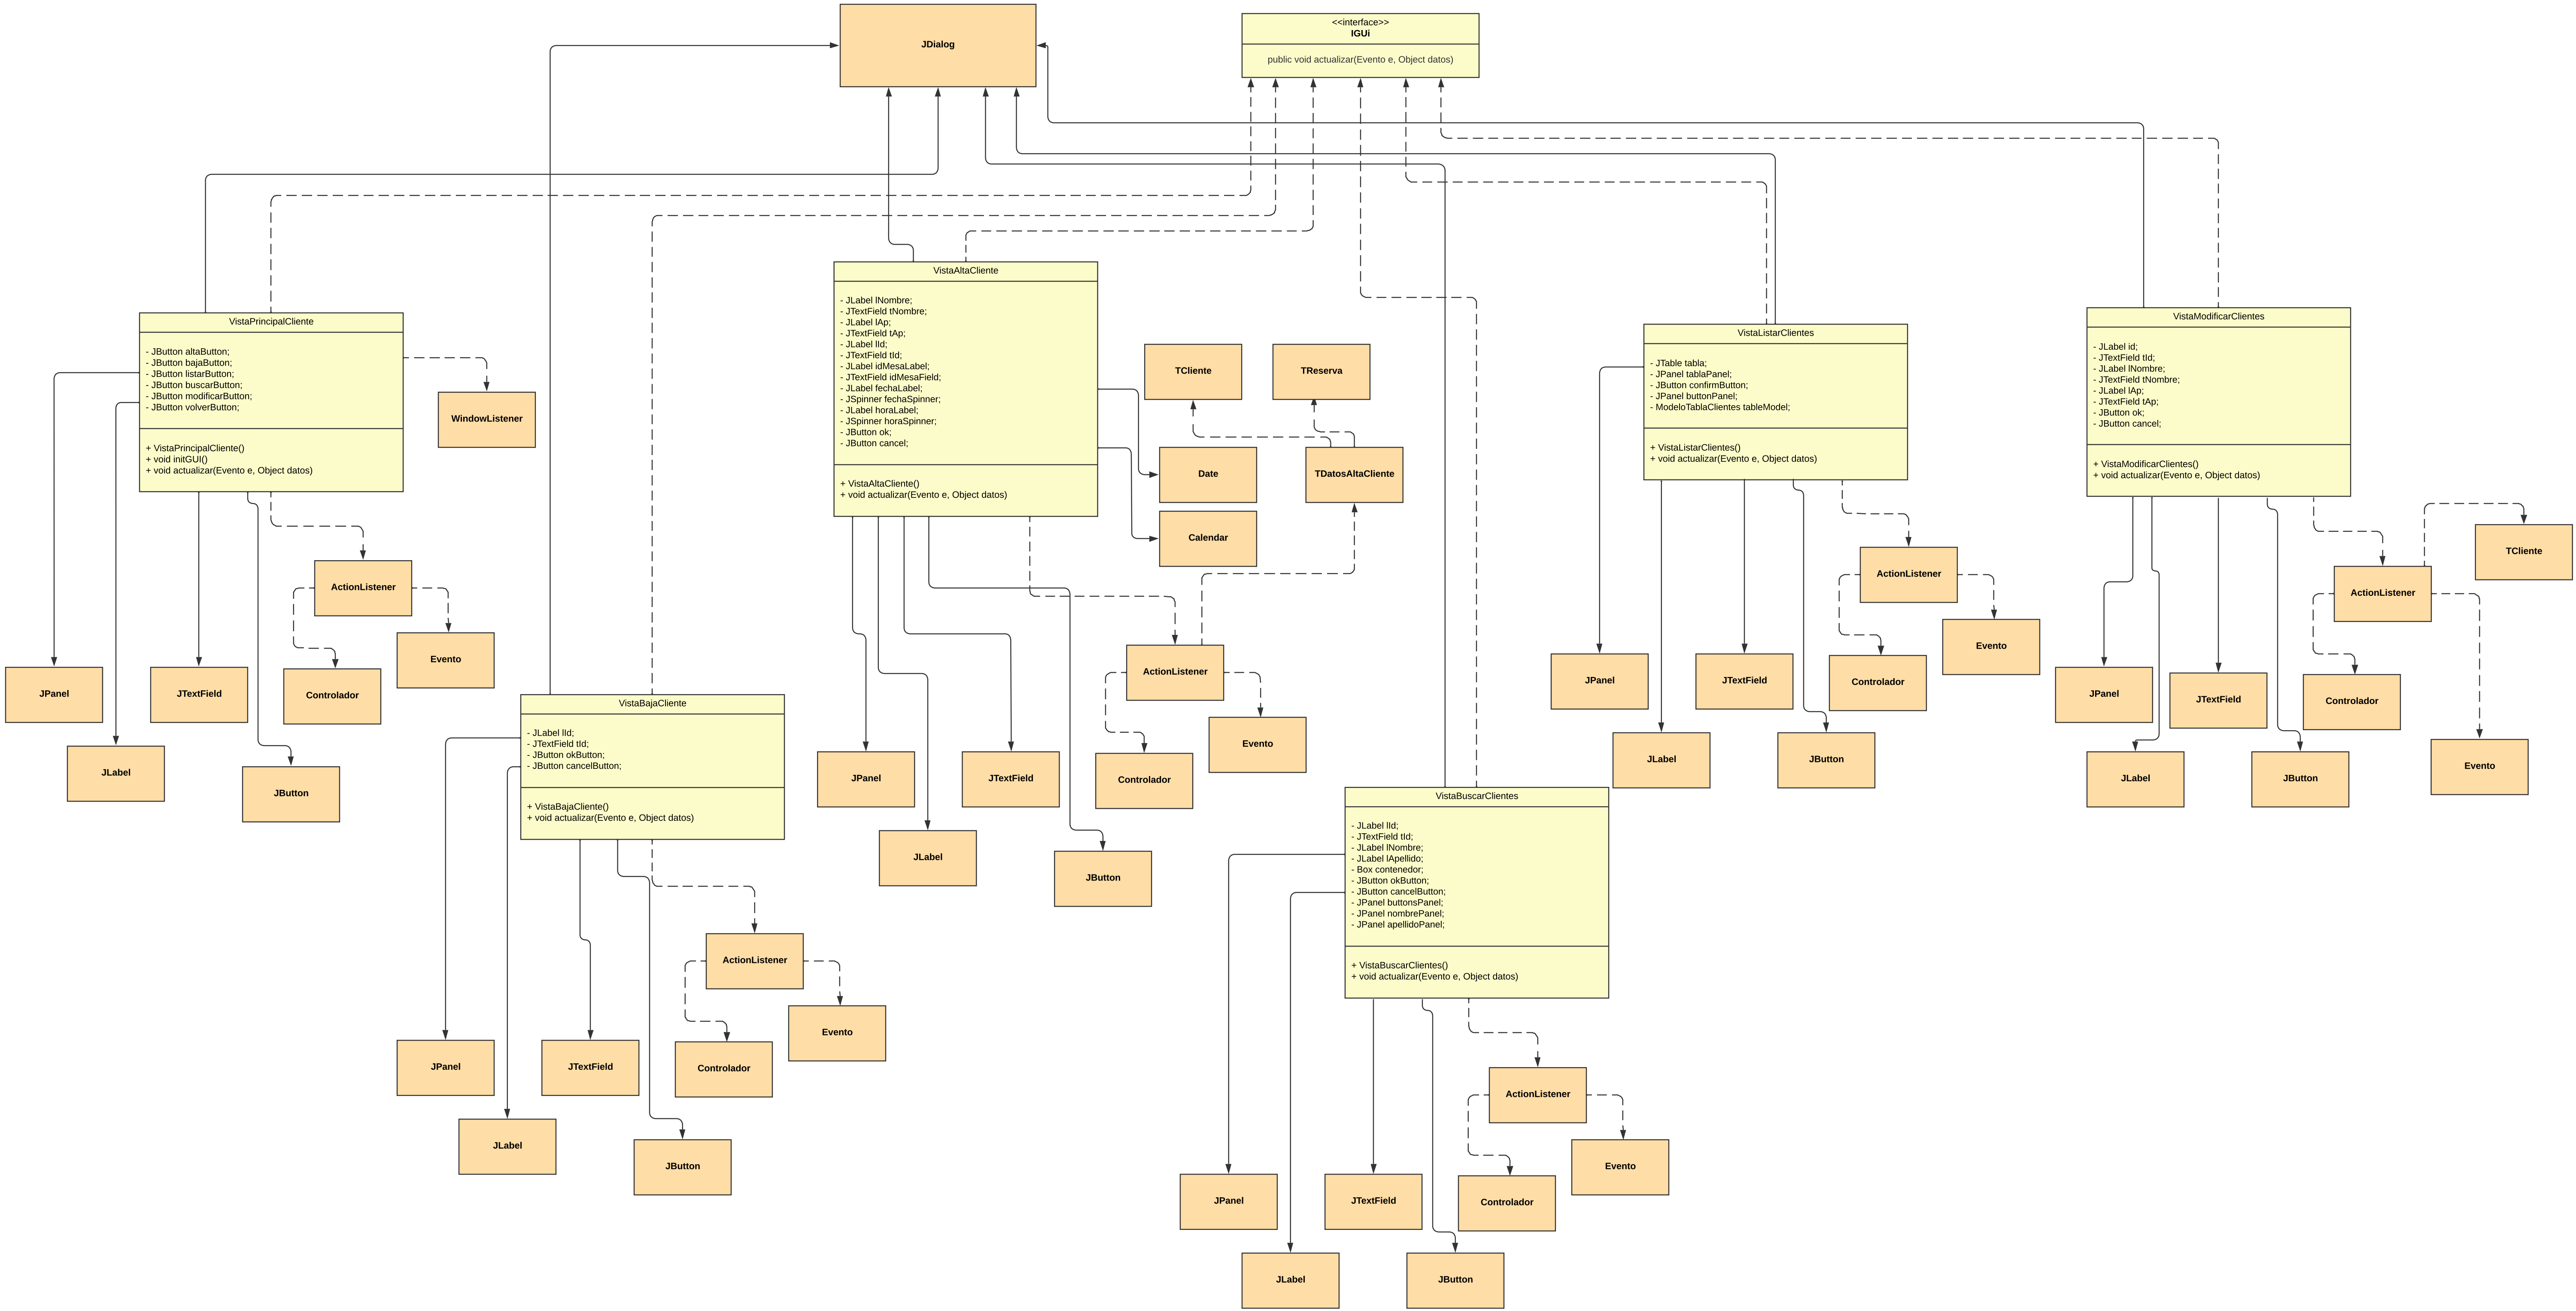 JDialog
<<interface>>
IGUi
public void actualizar(Evento e, Object datos)
VistaPrincipalCliente
- JButton altaButton;
- JButton bajaButton;
- JButton listarButton;
- JButton buscarButton;
- JButton modificarButton;
- JButton volverButton;
+ VistaPrincipalCliente()
+ void initGUI()
+ void actualizar(Evento e, Object datos)
WindowListener
ActionListener
Evento
Controlador
JPanel
JTextField
JLabel
JButton
VistaBajaCliente
- JLabel lId;
- JTextField tId;
- JButton okButton;
- JButton cancelButton;
+ VistaBajaCliente()
+ void actualizar(Evento e, Object datos)
ActionListener
Evento
Controlador
JPanel
JTextField
JLabel
JButton
VistaAltaCliente
- JLabel lNombre;
- JTextField tNombre;
- JLabel lAp;
- JTextField tAp;
- JLabel lId;
- JTextField tId;
- JLabel idMesaLabel;
- JTextField idMesaField;
- JLabel fechaLabel;
- JSpinner fechaSpinner;
- JLabel horaLabel;
- JSpinner horaSpinner;
- JButton ok;
- JButton cancel;
+ VistaAltaCliente()
+ void actualizar(Evento e, Object datos)
TCliente
TReserva
Date
TDatosAltaCliente
Calendar
ActionListener
Evento
Controlador
JPanel
JTextField
JLabel
JButton
VistaBuscarClientes
- JLabel lId;
- JTextField tId;
- JLabel lNombre;
- JLabel lApellido;
- Box contenedor;
- JButton okButton;
- JButton cancelButton;
- JPanel buttonsPanel;
- JPanel nombrePanel;
- JPanel apellidoPanel;
+ VistaBuscarClientes()
+ void actualizar(Evento e, Object datos)
ActionListener
Evento
Controlador
JPanel
JTextField
JLabel
JButton
VistaListarClientes
- JTable tabla;
- JPanel tablaPanel;
- JButton confirmButton;
- JPanel buttonPanel;
- ModeloTablaClientes tableModel;
+ VistaListarClientes()
+ void actualizar(Evento e, Object datos)
ActionListener
Evento
Controlador
JPanel
JTextField
JLabel
JButton
VistaModificarClientes
- JLabel id;
- JTextField tId;
- JLabel lNombre;
- JTextField tNombre;
- JLabel lAp;
- JTextField tAp;
- JButton ok;
- JButton cancel;
+ VistaModificarClientes()
+ void actualizar(Evento e, Object datos)
TCliente
ActionListener
Controlador
Evento
JPanel
JTextField
JLabel
JButton